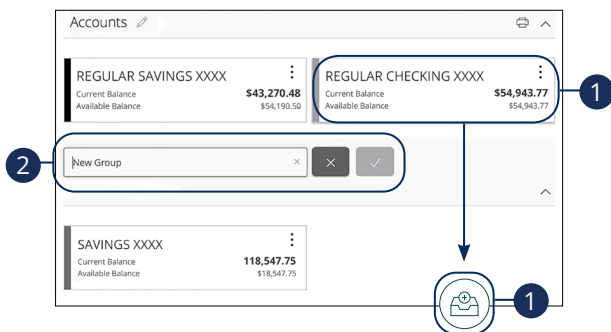 Accounts
REGULAR SAVINGS XXXX
Current Balance $43,270.48
Available Balance $54,190.50
REGULAR CHECKING XXXX
Current Balance $54,943.77
Available Balance $54,943.77
1
2
New Group
SAVINGS XXXX
Current Balance 118,547.75
Available Balance $18,547.75
1